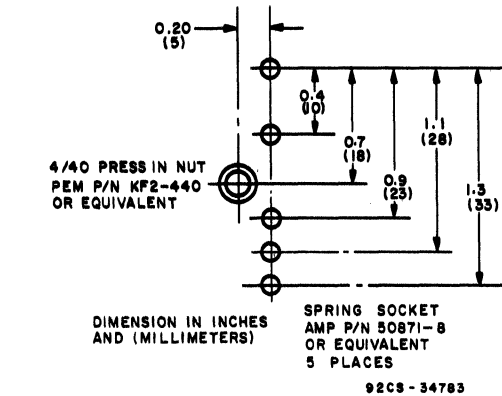 0.20
(5)
0.4
(10)
0.7
(18)
1.1
(28)
0.9
(23)
1.3
(33)
4/40 PRESS IN NUT
PEM P/N KF2-440
OR EQUIVALENT
DIMENSION IN INCHES
AND (MILLIMETERS)
SPRING SOCKET
AMP P/N 50871-8
OR EQUIVALENT
5 PLACES
92CS-34783